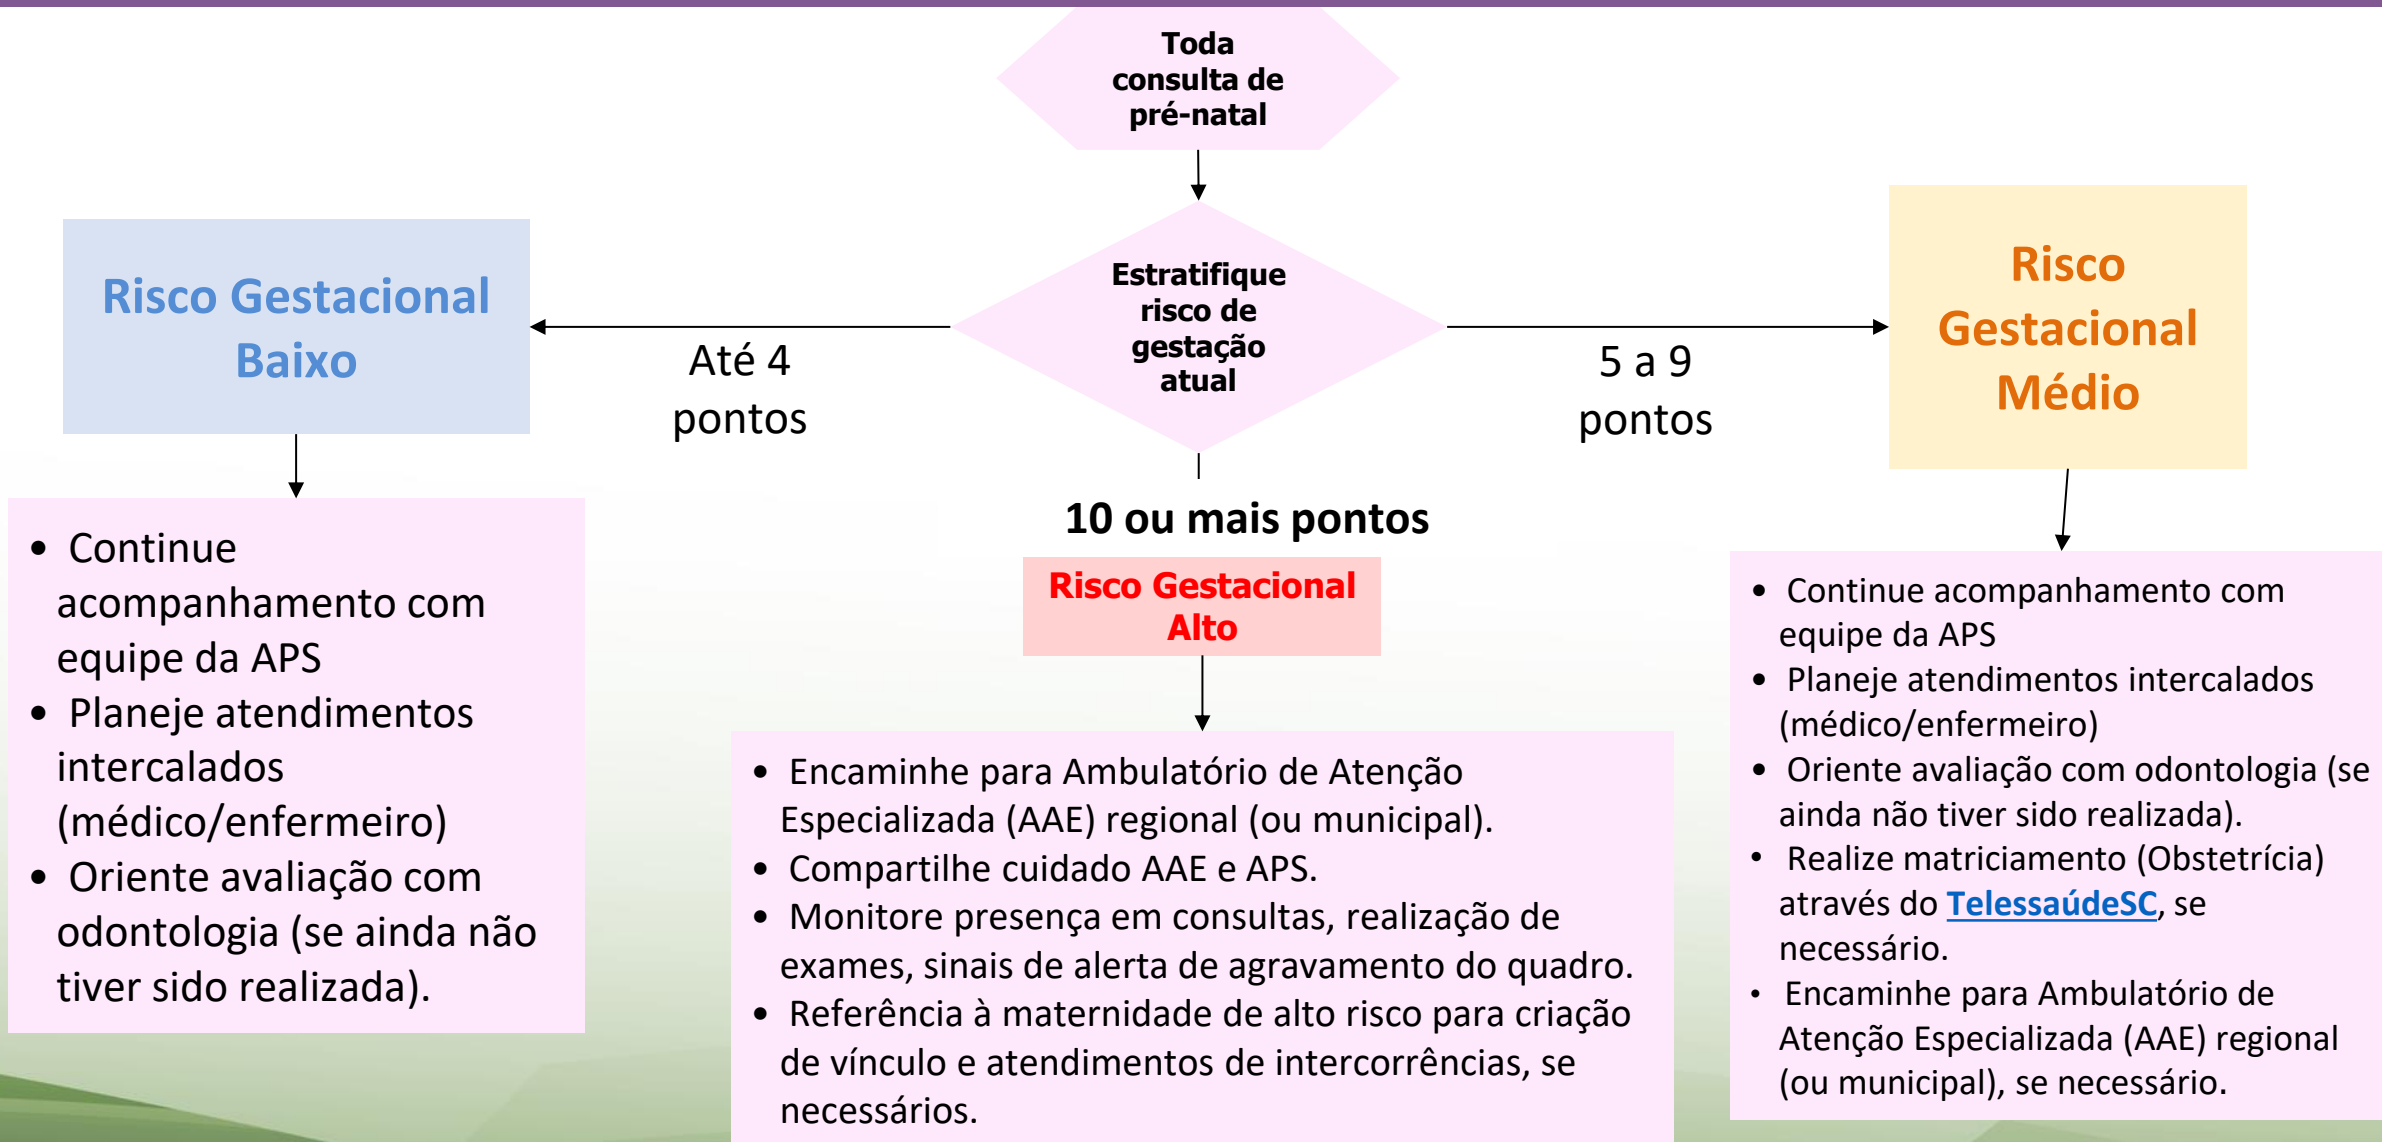 Toda
consulta de
pré-natal
Estratifique
risco de
gestação
atual
Risco Gestacional
Baixo
Até 4
pontos
5 a 9
pontos
Risco
Gestacional
Médio
10 ou mais pontos
Risco Gestacional
Alto
• Continue
acompanhamento com
equipe da APS
• Planeje atendimentos
intercalados
(médico/enfermeiro)
• Oriente avaliação com
odontologia (se ainda não
tiver sido realizada).
• Encaminhe para Ambulatório de Atenção
Especializada (AAE) regional (ou municipal).
• Compartilhe cuidado AAE e APS.
• Monitore presença em consultas, realização de
exames, sinais de alerta de agravamento do quadro.
• Referência à maternidade de alto risco para criação
de vínculo e atendimentos de intercorrências, se
necessários.
• Continue acompanhamento com
equipe da APS
• Planeje atendimentos intercalados
(médico/enfermeiro)
• Oriente avaliação com odontologia (se
ainda não tiver sido realizada).
• Realize matriciamento (Obstetrícia)
através do TelessaúdeSC, se
necessário.
• Encaminhe para Ambulatório de
Atenção Especializada (AAE) regional
(ou municipal), se necessário.